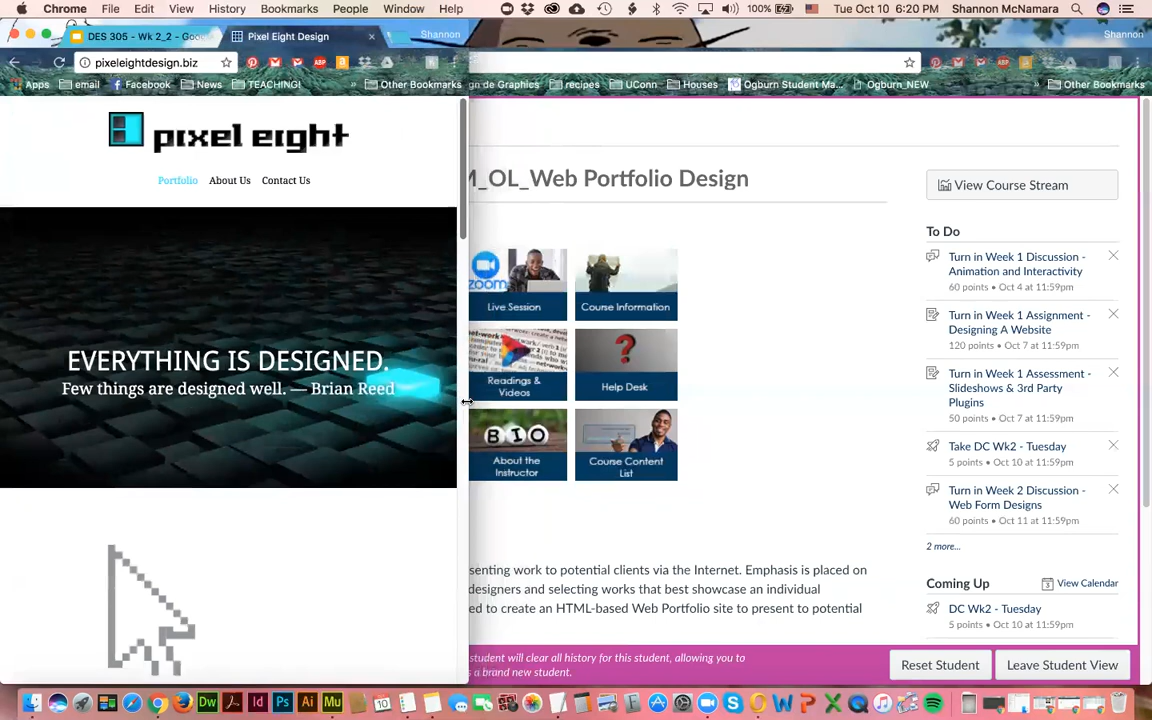 Chrome File Edit View History Bookmarks People Window Help 100% Tue Oct 10 6:20 PM Shannon McNamara
DES 305 - Wk 2_2 - Goo
Pixel Eight Design
Shannon
Shannon
pixeleightdesign.biz
Apps email Facebook News TEACHING! » Other Bookmarks
gn de Graphics recipes UConn Houses Ogburn Student Ma... Ogburn_NEW » Other Bookmarks
pixel eight
Portfolio About Us Contact Us
EVERYTHING IS DESIGNED.
Few things are designed well. — Brian Reed
M_OL_Web Portfolio Design
zoom
Live Session
Course Information
Readings &
Videos
Help Desk
BIO
About the
Instructor
Course Content
List
senting work to potential clients via the Internet. Emphasis is placed on
designers and selecting works that best showcase an individual
ed to create an HTML-based Web Portfolio site to present to potential
View Course Stream
To Do
Turn in Week 1 Discussion -
Animation and Interactivity
60 points • Oct 4 at 11:59pm
Turn in Week 1 Assignment -
Designing A Website
120 points • Oct 7 at 11:59pm
Turn in Week 1 Assessment -
Slideshows & 3rd Party
Plugins
50 points • Oct 7 at 11:59pm
Take DC Wk2 - Tuesday
5 points • Oct 10 at 11:59pm
Turn in Week 2 Discussion -
Web Form Designs
60 points • Oct 11 at 11:59pm
2 more...
Coming Up
View Calendar
DC Wk2 - Tuesday
5 points • Oct 10 at 11:59pm
student will clear all history for this student, allowing you to
s a brand new student.
Reset Student
Leave Student View